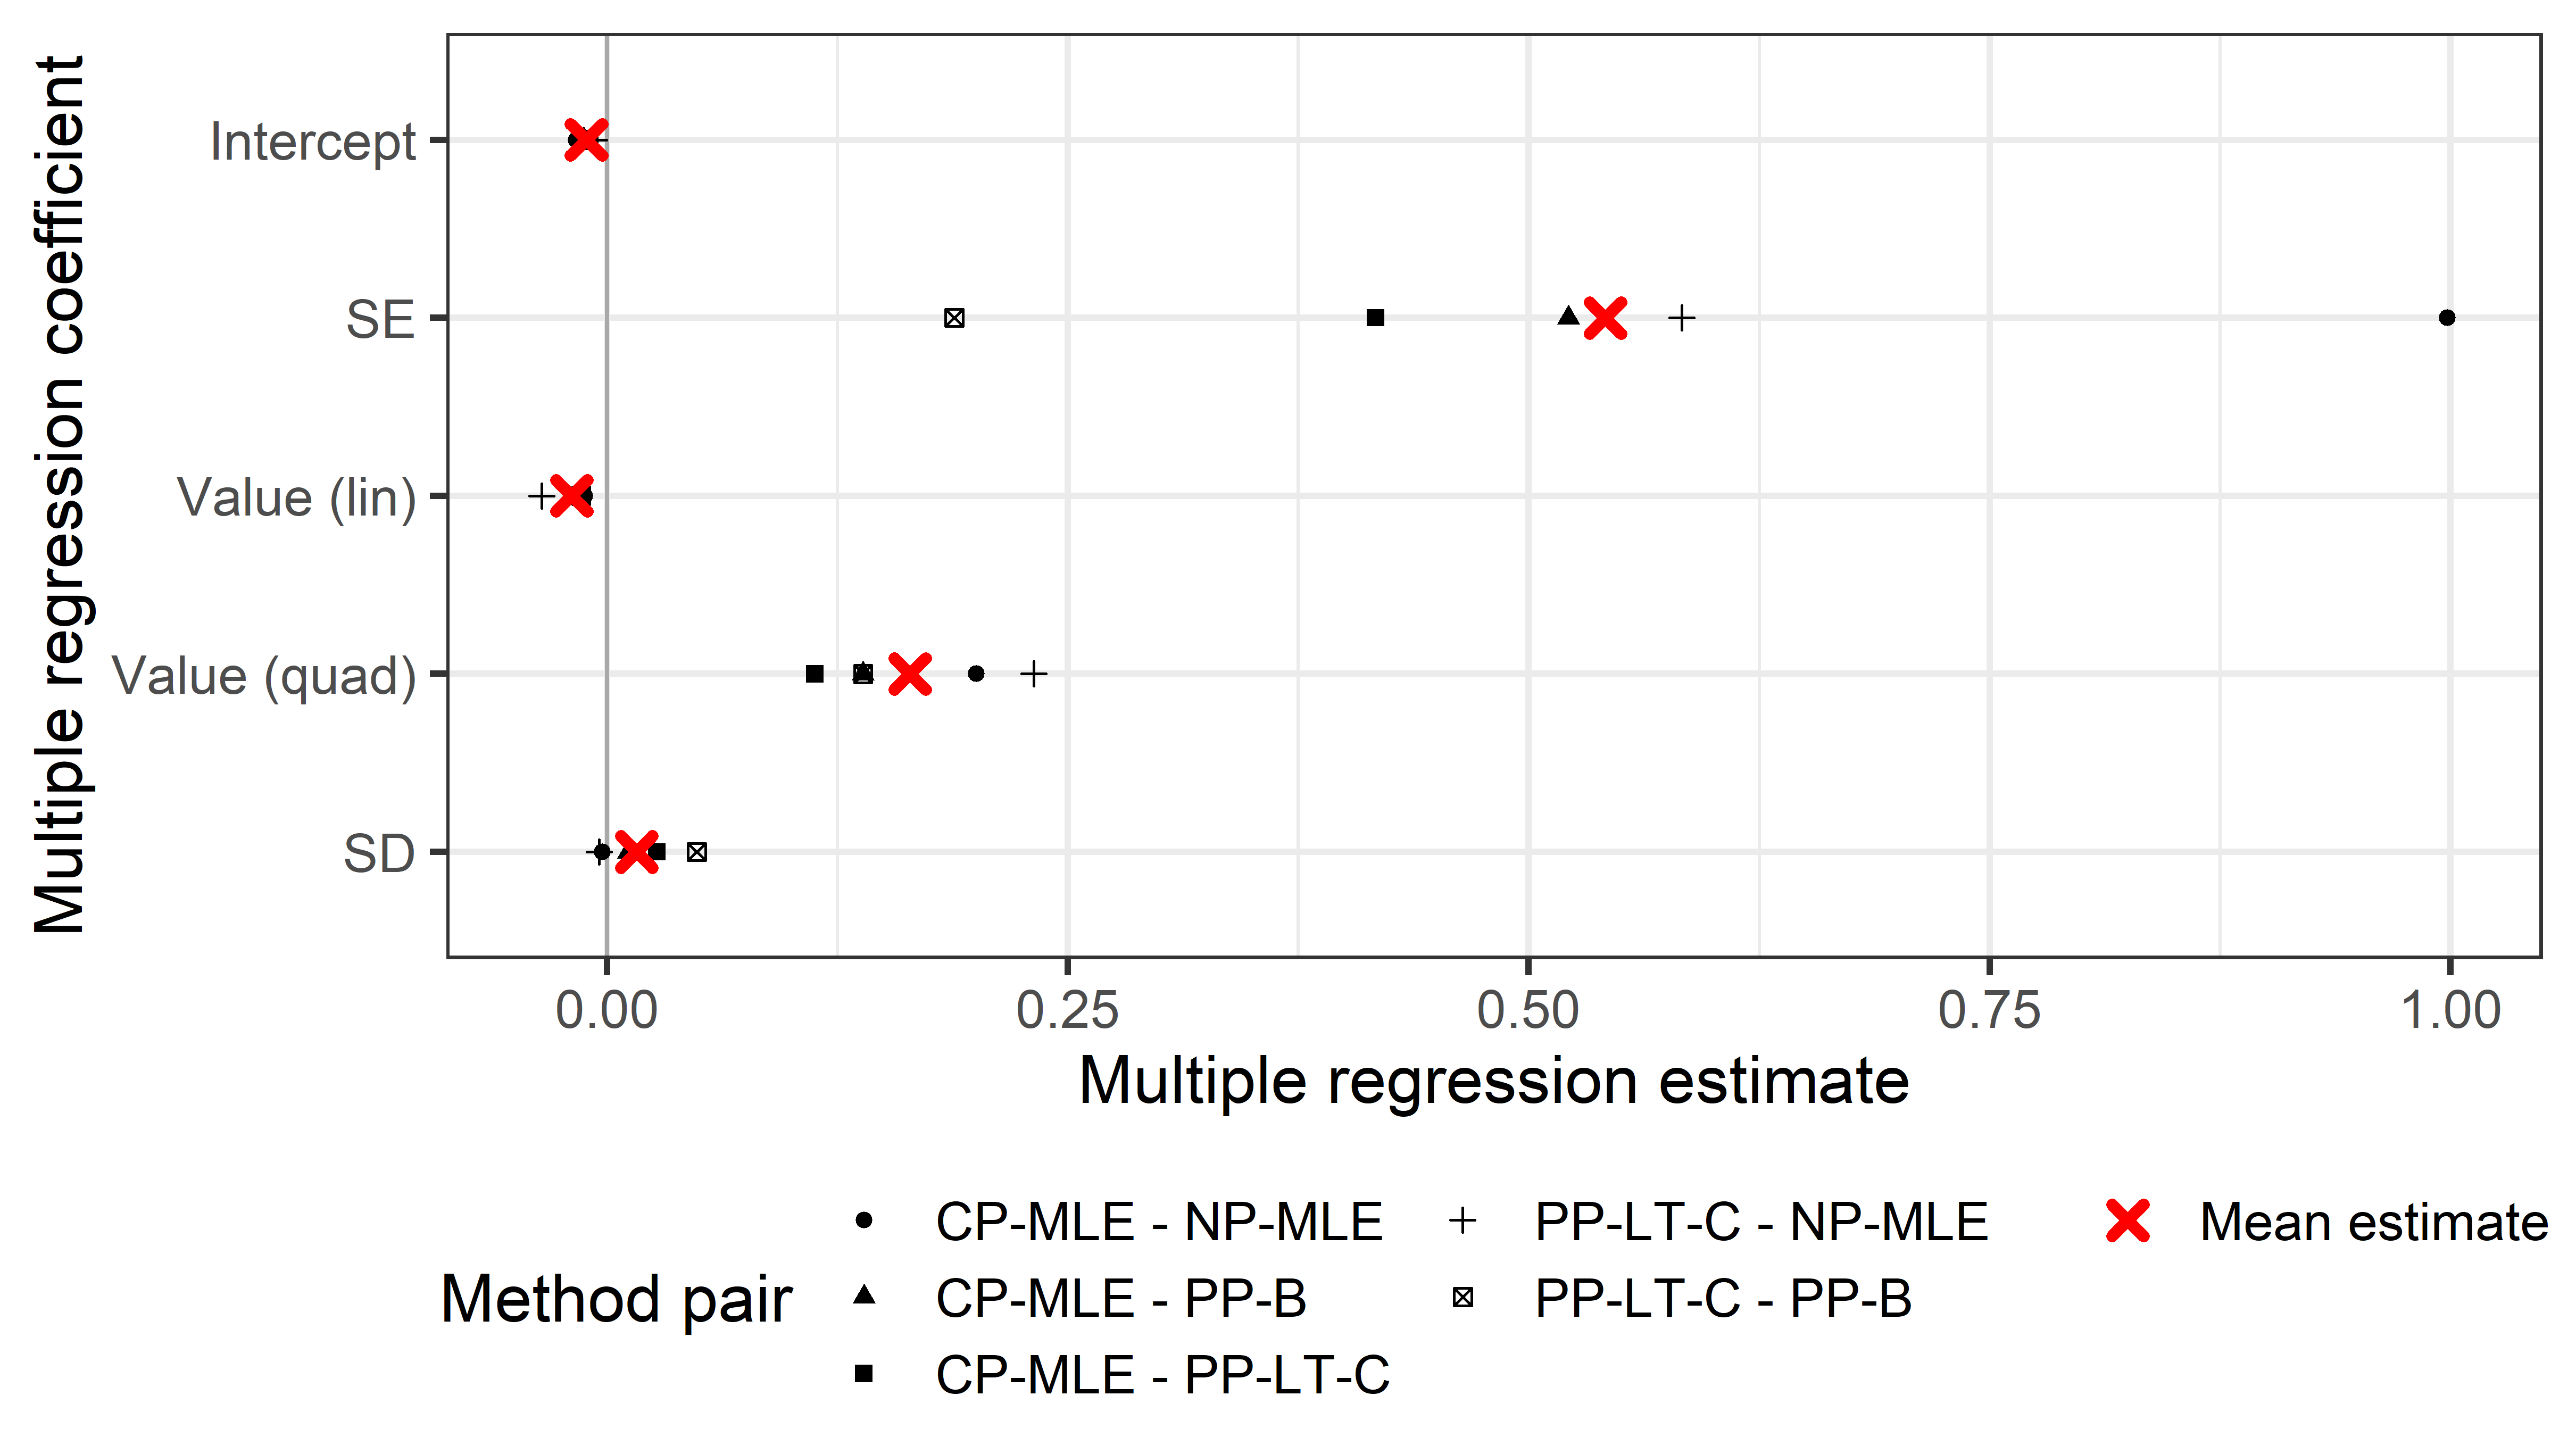 Multiple regression coefficient
Intercept
SE
Value (lin)
Value (quad)
SD
0.00
0.25
0.50
0.75
1.00
Multiple regression estimate
Method pair
CP-MLE - NP-MLE
CP-MLE - PP-B
CP-MLE - PP-LT-C
PP-LT-C - NP-MLE
PP-LT-C - PP-B
Mean estimate